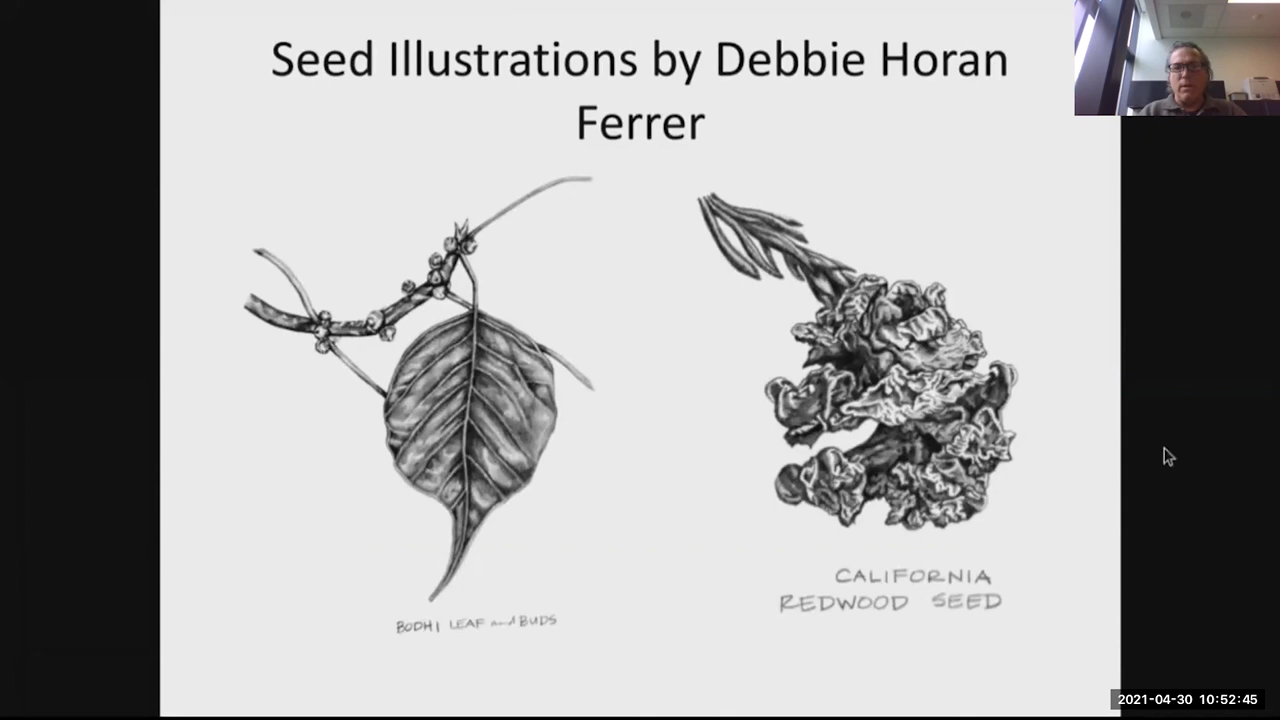 Seed Illustrations by Debbie Horan
Ferrer
BODHI LEAF and BUDS
CALIFORNIA
REDWOOD SEED
2021-04-30 10:52:45